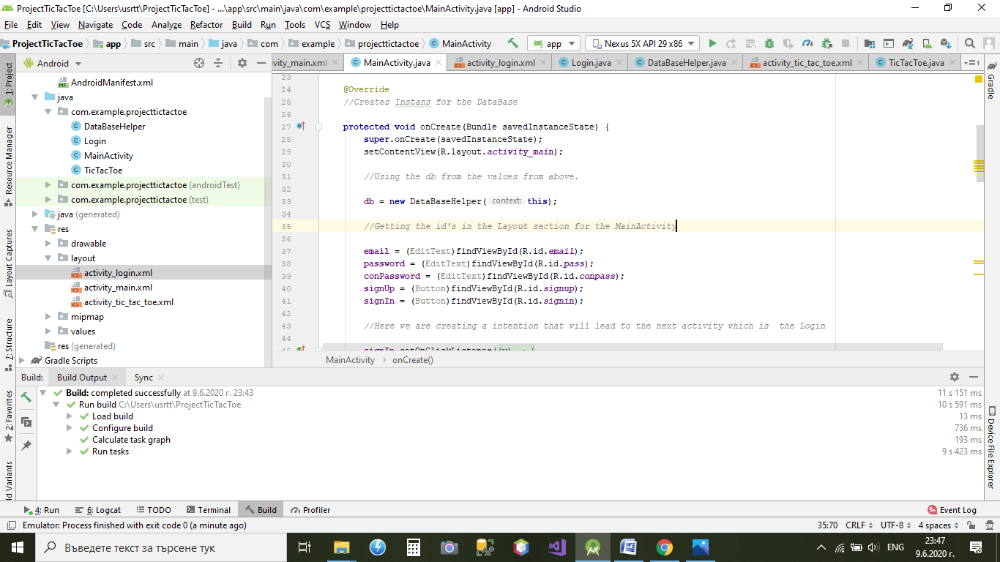 ProjectTicTacToe [C:\Users\usrtt\ProjectTicTacToe] - ...\app\src\main\java\com\example\projecttictactoe\MainActivity.java [app] - Android Studio
File Edit View Navigate Code Analyze Refactor Build Run Tools VCS Window Help
ProjectTicTacToe app src main java com example projecttictactoe MainActivity app Nexus 5X API 29 x86
Android
vity_main.xml MainActivity.java activity_login.xml Login.java DataBaseHelper.java activity_tic_tac_toe.xml TicTacToe.java
1: Project
Resource Manager
Layout Captures
7: Structure
2: Favorites
ld Variants
AndroidManifest.xml
java
com.example.projecttictactoe
DataBaseHelper
Login
MainActivity
TicTacToe
com.example.projecttictactoe (androidTest)
com.example.projecttictactoe (test)
java (generated)
res
drawable
layout
activity_login.xml
activity_main.xml
activity_tic_tac_toe.xml
mipmap
values
res (generated)
Gradle Scripts
23
24 @Override
25 //Creates Instans for the DataBase
26
27 protected void onCreate(Bundle savedInstanceState) {
28 super.onCreate(savedInstanceState);
29 setContentView(R.layout.activity_main);
30
31 //Using the db from the values from above.
32
33 db = new DataBaseHelper( context: this);
34
35 //Getting the id's in the Layout section for the MainActivity
36
37 email = (EditText)findViewById(R.id.email);
38 password = (EditText)findViewById(R.id.pass);
39 conPassword = (EditText)findViewById(R.id.conpass);
40 signUp = (Button)findViewById(R.id.signup);
41 signIn = (Button)findViewById(R.id.signin);
42
43 //Here we are creating a intention that will lead to the next activity which is  the Login
44
45 signIn.setOnClickListener((v) → {
MainActivity › onCreate()
Gradle
Device File Explorer
Build: Build Output Sync
Build: completed successfully at 9.6.2020 г. 23:43 11 s 151 ms
Run build C:\Users\usrtt\ProjectTicTacToe 10 s 591 ms
Load build 13 ms
Configure build 736 ms
Calculate task graph 193 ms
Run tasks 9 s 423 ms
4: Run 6: Logcat TODO Terminal Build Profiler 9+ Event Log
Emulator: Process finished with exit code 0 (a minute ago) 35:70 CRLF UTF-8 4 spaces
Въведете текст за търсене тук
ENG 23:47
9.6.2020 г.